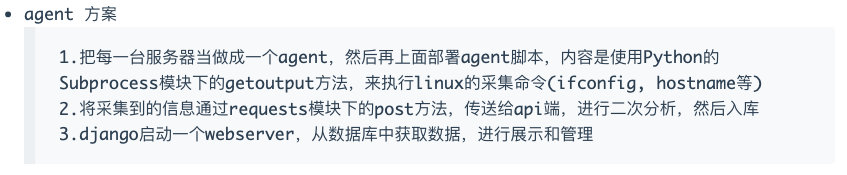 • agent 方案
1.把每一台服务器当做成一个agent，然后再上面部署agent脚本，内容是使用Python的
Subprocess模块下的getoutput方法，来执行linux的采集命令(ifconfig, hostname等)
2.将采集到的信息通过requests模块下的post方法，传送给api端，进行二次分析，然后入库
3.django启动一个webserver，从数据库中获取数据，进行展示和管理